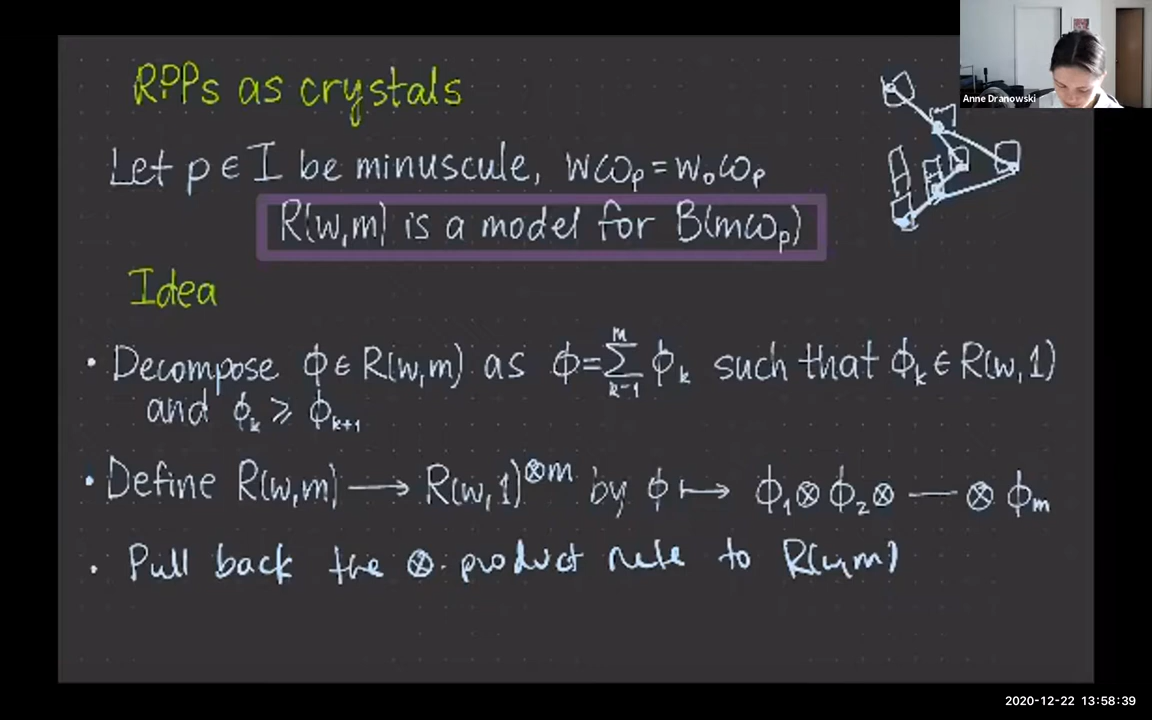 RPPs as crystals
Anne Dranowski
Let p ∈ I be minuscule, wω_p = w₀ω_p
R(w,m) is a model for B(mω_p)
Idea
• Decompose ϕ ∈ R(w,m) as ϕ = ∑_{k=1}^{m} ϕ_k such that ϕ_k ∈ R(w,1)
and ϕ_k ⩾ ϕ_{k+1}
• Define R(w,m) ⟶ R(w,1)^{⊗m} by ϕ ⟼ ϕ₁⊗ϕ₂⊗ — ⊗ ϕ_m
• Pull back the ⊗ product rule to R(w,m)
2020-12-22 13:58:39